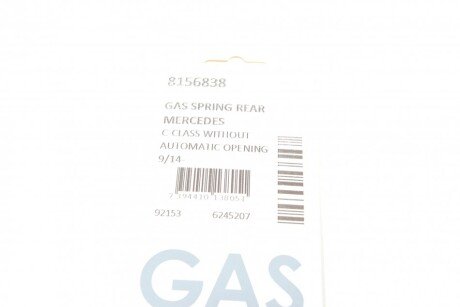 8156838
GAS SPRING REAR
MERCEDES
C CLASS WITHOUT
AUTOMATIC OPENING
9/14-
92153 6245207
GAS